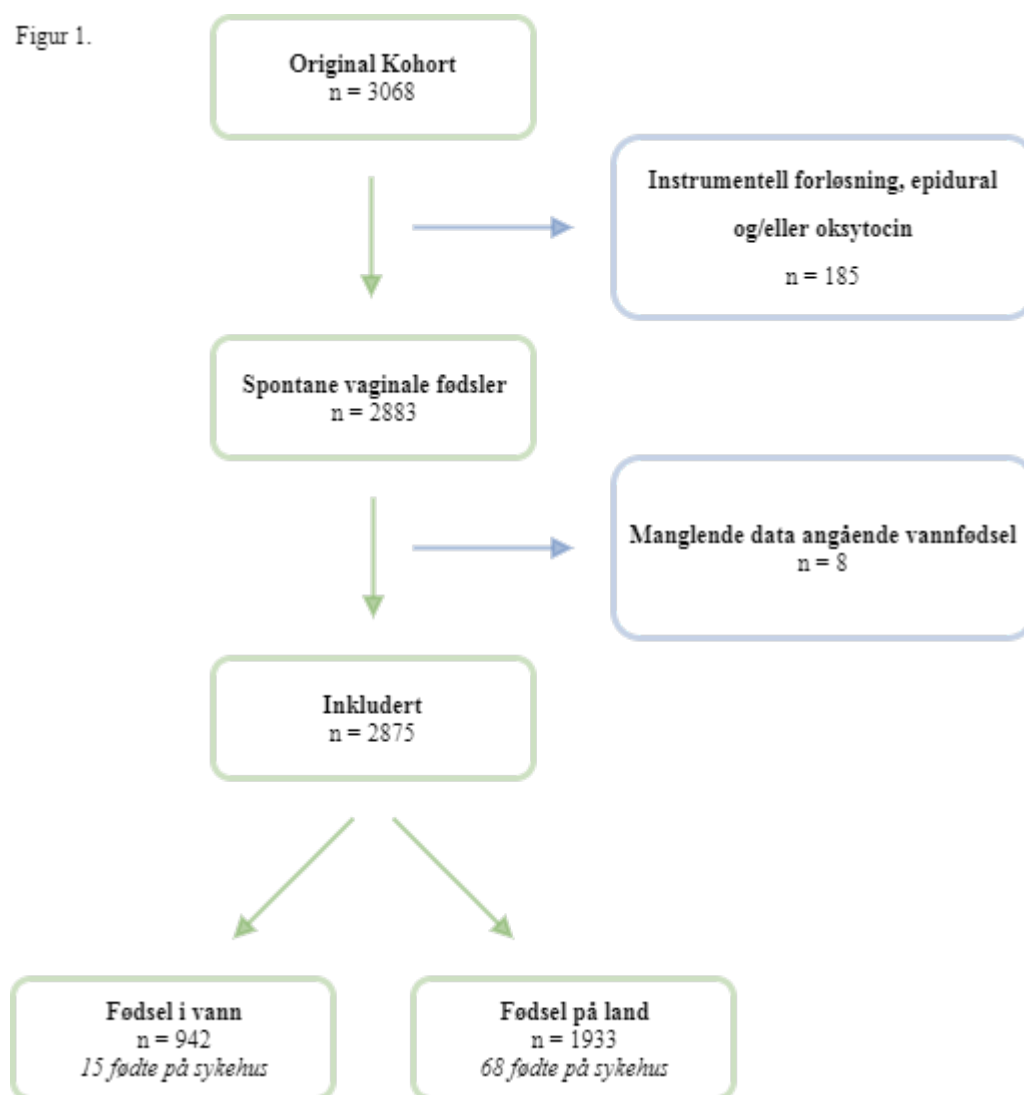 Figur 1.
Original Kohort
n = 3068
Instrumentell forløsning, epidural
og/eller oksytocin
n = 185
Spontane vaginale fødsler
n = 2883
Manglende data angående vannfødsel
n = 8
Inkludert
n = 2875
Fødsel i vann
n = 942
15 fødte på sykehus
Fødsel på land
n = 1933
68 fødte på sykehus